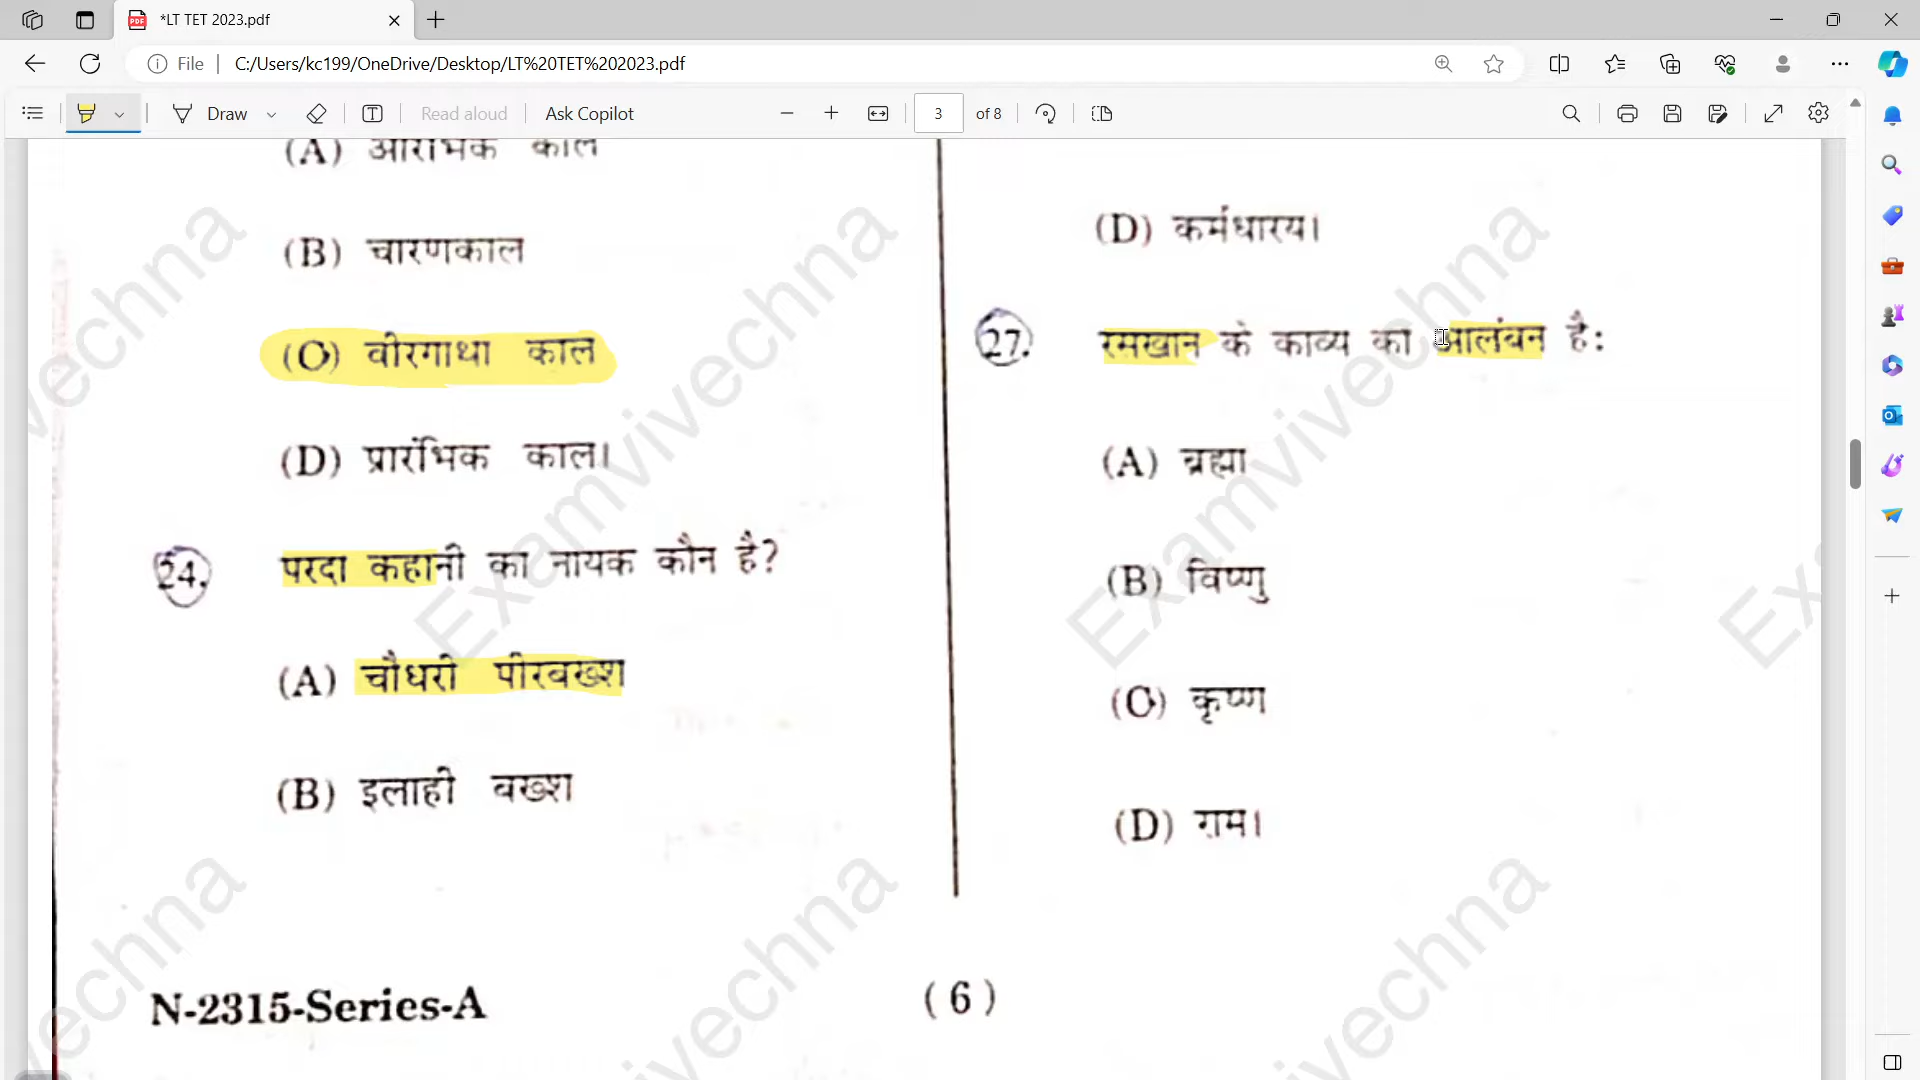 *LT TET 2023.pdf
File
C:/Users/kc199/OneDrive/Desktop/LT%20TET%202023.pdf
Draw
Read aloud
Ask Copilot
3
of 8
(A) आरंभिक काल
(B) चारणकाल
(C) वीरगाथा काल
(D) प्रारंभिक काल।
24. परदा कहानी का नायक कौन है?
(A) चौधरी पीरबख्श
(B) इलाही बख्श
(D) कर्मधारय।
27. रसखान के काव्य का आलंबन है:
(A) ब्रह्मा
(B) विष्णु
(C) कृष्ण
(D) राम।
N-2315-Series-A
( 6 )
Examvivechna
Examvivechna